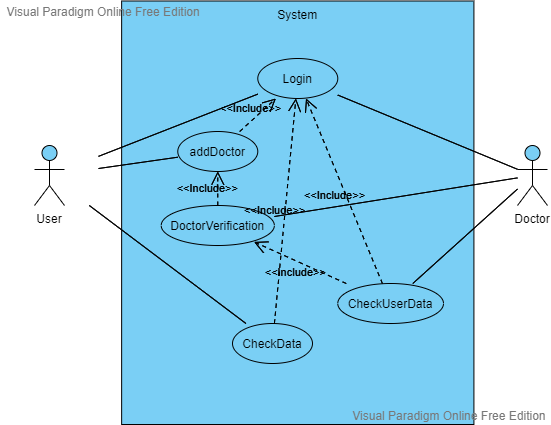 Visual Paradigm Online Free Edition
System
Login
<<Include>>
addDoctor
<<Include>>
<<Include>>
User
Doctor
<<Include>>
DoctorVerification
<<Include>>
CheckUserData
CheckData
Visual Paradigm Online Free Edition